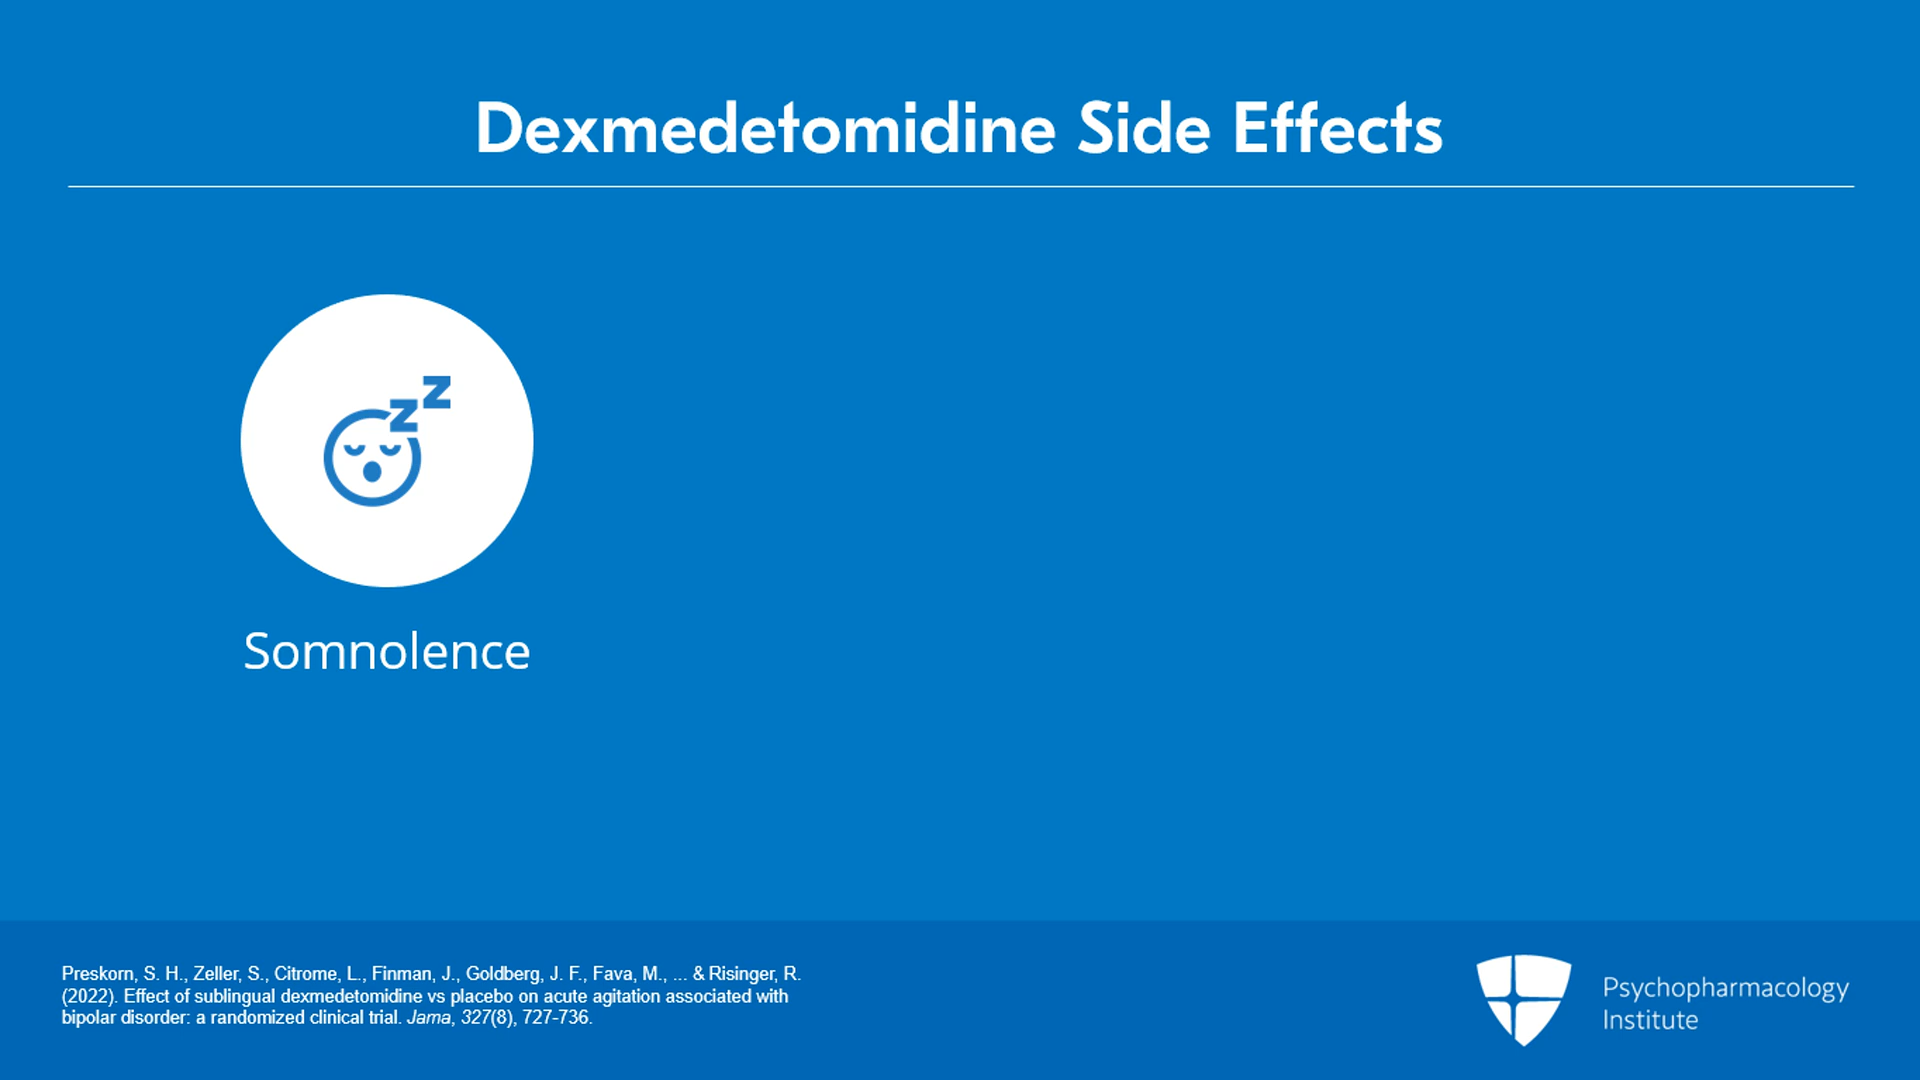 Dexmedetomidine Side Effects
z
z
Somnolence
Preskorn, S. H., Zeller, S., Citrome, L., Finman, J., Goldberg, J. F., Fava, M., ... & Risinger, R.
(2022). Effect of sublingual dexmedetomidine vs placebo on acute agitation associated with
bipolar disorder: a randomized clinical trial. Jama, 327(8), 727-736.
Psychopharmacology
Institute